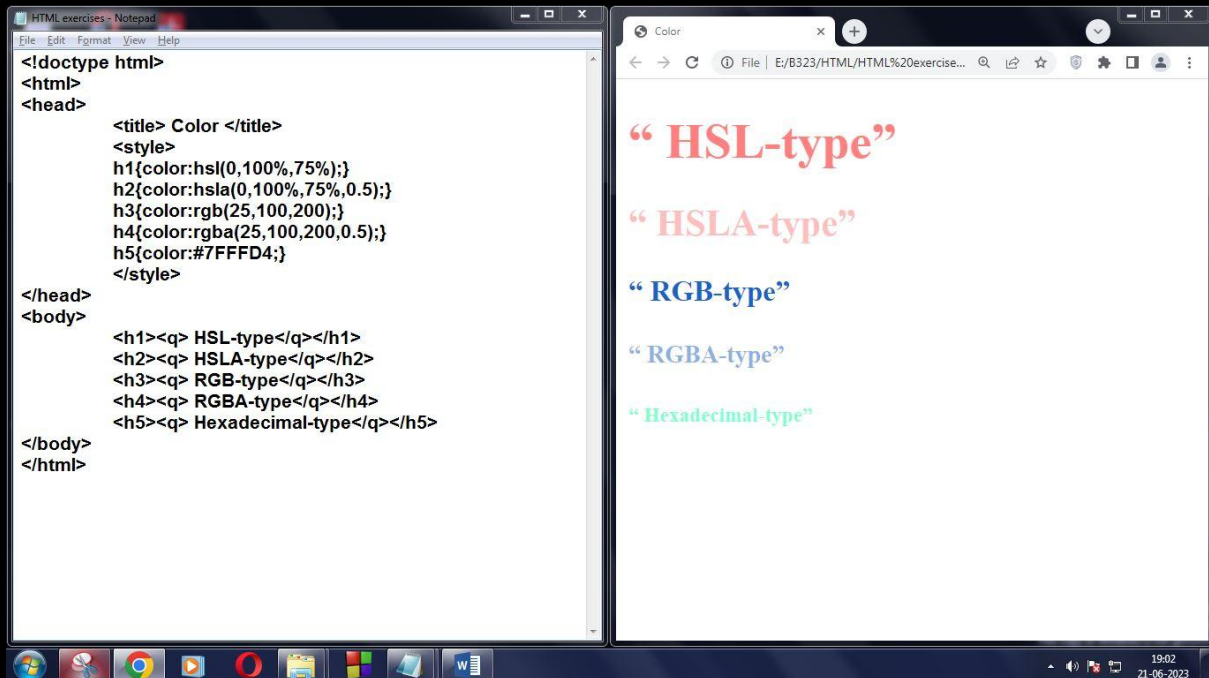 HTML exercises - Notepad
File Edit Format View Help
<!doctype html>
<html>
<head>
<title> Color </title>
<style>
h1{color:hsl(0,100%,75%);}
h2{color:hsla(0,100%,75%,0.5);}
h3{color:rgb(25,100,200);}
h4{color:rgba(25,100,200,0.5);}
h5{color:#7FFFD4;}
</style>
</head>
<body>
<h1><q> HSL-type</q></h1>
<h2><q> HSLA-type</q></h2>
<h3><q> RGB-type</q></h3>
<h4><q> RGBA-type</q></h4>
<h5><q> Hexadecimal-type</q></h5>
</body>
</html>
Color
File E:/B323/HTML/HTML%20exercise...
“ HSL-type”
“ HSLA-type”
“ RGB-type”
“ RGBA-type”
“ Hexadecimal-type”
W
19:02
21-06-2023